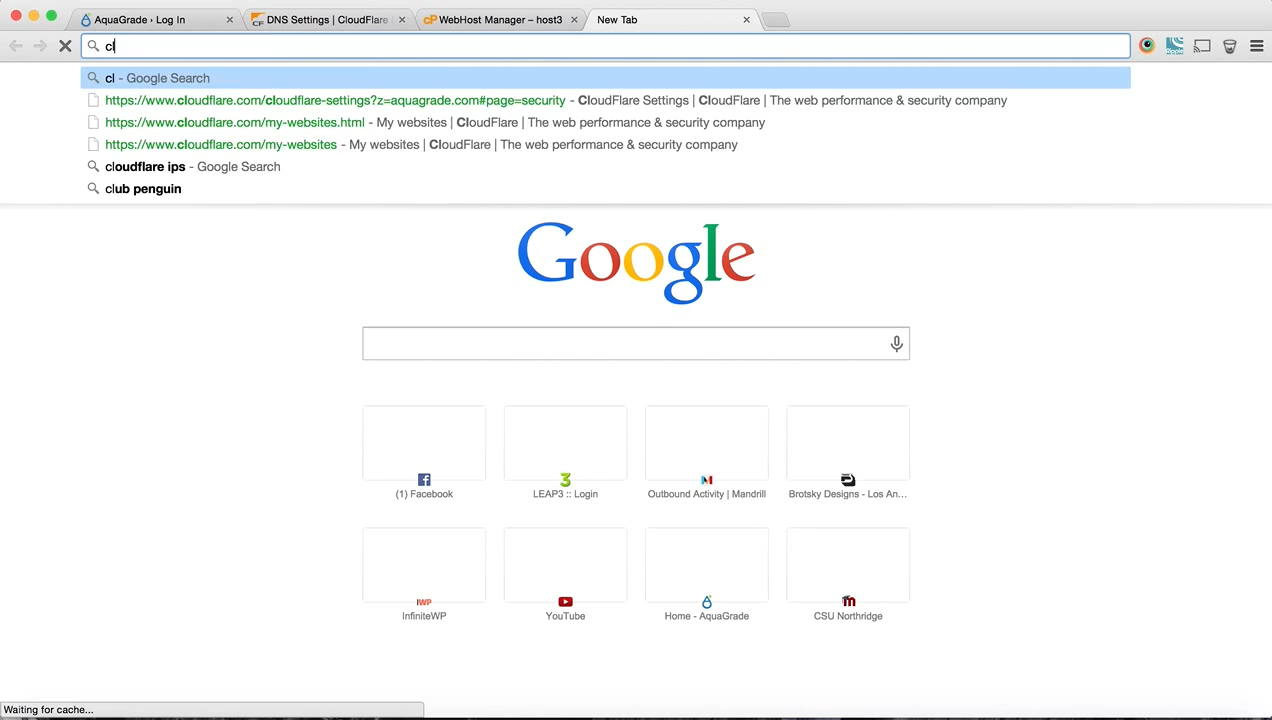 AquaGrade › Log In
DNS Settings | CloudFlare
WebHost Manager – host3
New Tab
cl
cl - Google Search
https://www.cloudflare.com/cloudflare-settings?z=aquagrade.com#page=security - CloudFlare Settings | CloudFlare | The web performance & security company
https://www.cloudflare.com/my-websites.html - My websites | CloudFlare | The web performance & security company
https://www.cloudflare.com/my-websites - My websites | CloudFlare | The web performance & security company
cloudflare ips - Google Search
club penguin
Google
(1) Facebook
LEAP3 :: Login
Outbound Activity | Mandrill
Brotsky Designs - Los An...
InfiniteWP
YouTube
Home - AquaGrade
CSU Northridge
Waiting for cache...